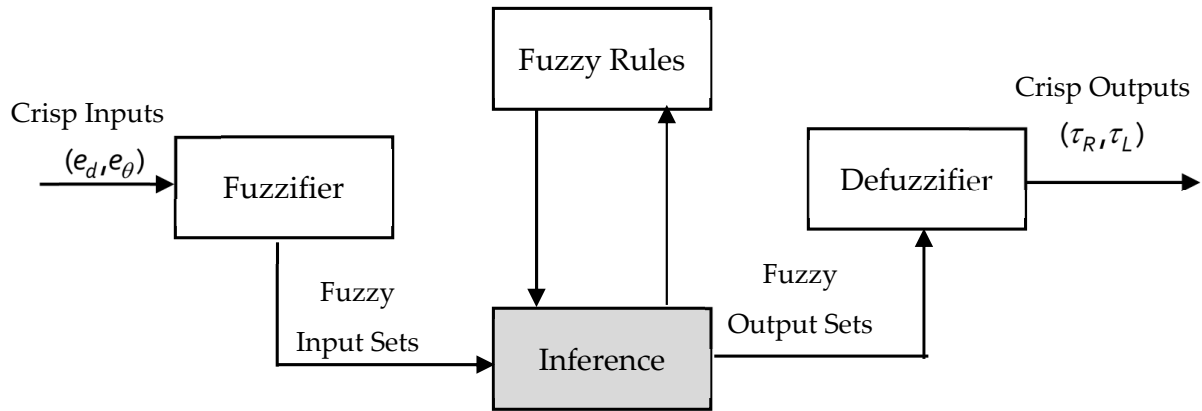 Fuzzy Rules
Crisp Inputs
(e_d,e_θ)
Fuzzifier
Crisp Outputs
(τ_R,τ_L)
Defuzzifier
Fuzzy
Input Sets
Inference
Fuzzy
Output Sets